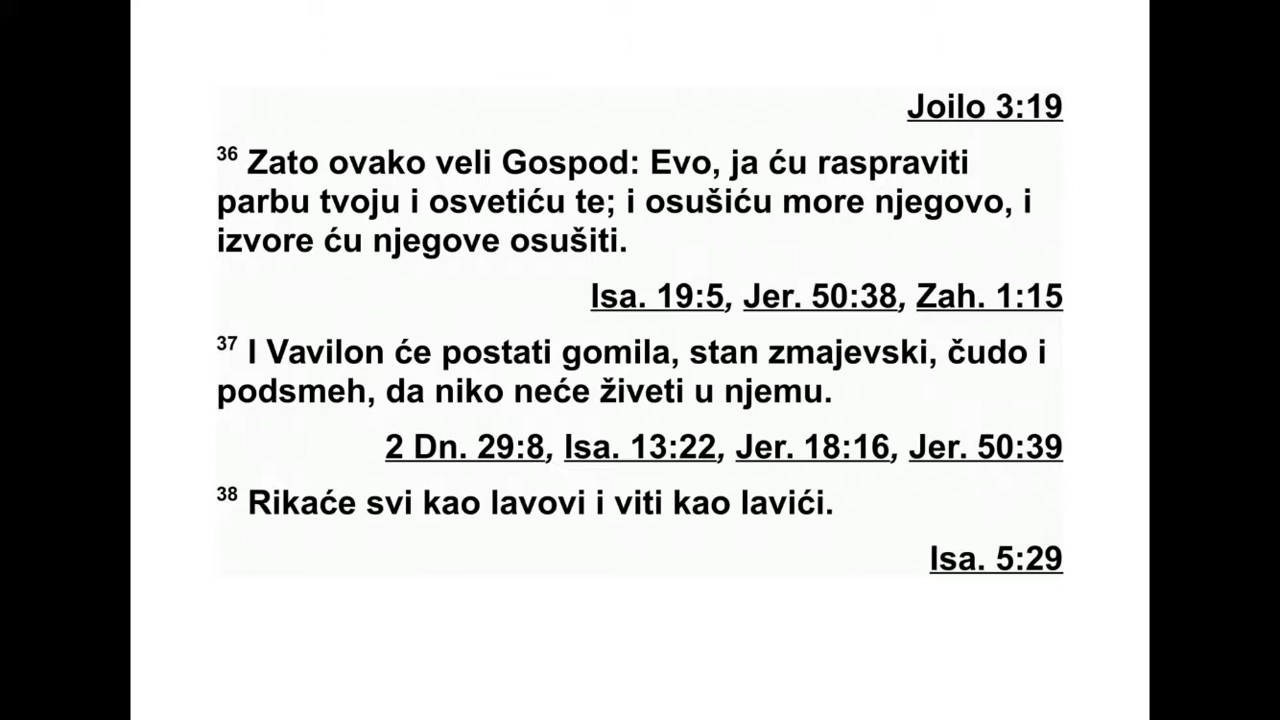 Joilo 3:19
36 Zato ovako veli Gospod: Evo, ja ću raspraviti
parbu tvoju i osvetiću te; i osušiću more njegovo, i
izvore ću njegove osušiti.
Isa. 19:5, Jer. 50:38, Zah. 1:15
37 I Vavilon će postati gomila, stan zmajevski, čudo i
podsmeh, da niko neće živeti u njemu.
2 Dn. 29:8, Isa. 13:22, Jer. 18:16, Jer. 50:39
38 Rikaće svi kao lavovi i viti kao lavići.
Isa. 5:29